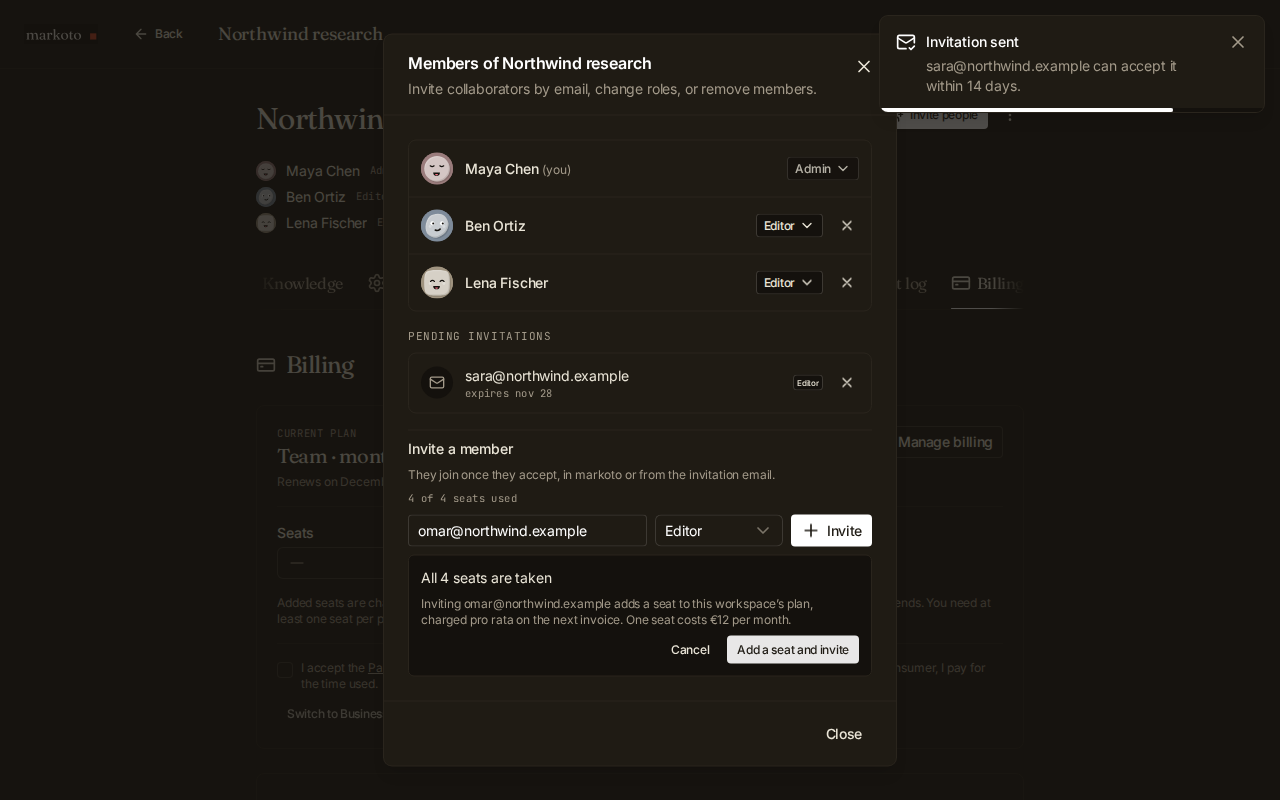 markoto
Back
Northwind research
Invitation sent
sara@northwind.example can accept it
within 14 days.
Members of Northwind research
Invite collaborators by email, change roles, or remove members.
Invite people
Maya Chen (you)
Admin
Ben Ortiz
Editor
Lena Fischer
Editor
PENDING INVITATIONS
sara@northwind.example
expires nov 28
Editor
Invite a member
They join once they accept, in markoto or from the invitation email.
4 of 4 seats used
omar@northwind.example
Editor
Invite
All 4 seats are taken
Inviting omar@northwind.example adds a seat to this workspace's plan,
charged pro rata on the next invoice. One seat costs €12 per month.
Cancel
Add a seat and invite
Close
Maya Chen
Ben Ortiz
Lena Fischer
Knowledge
log
Billing
Billing
CURRENT PLAN
Team ·
Manage billing
Renews on
Seats
—
Added seats are
ends. You need at
least one seat per
I accept the
I pay for
the time used.
Switch to